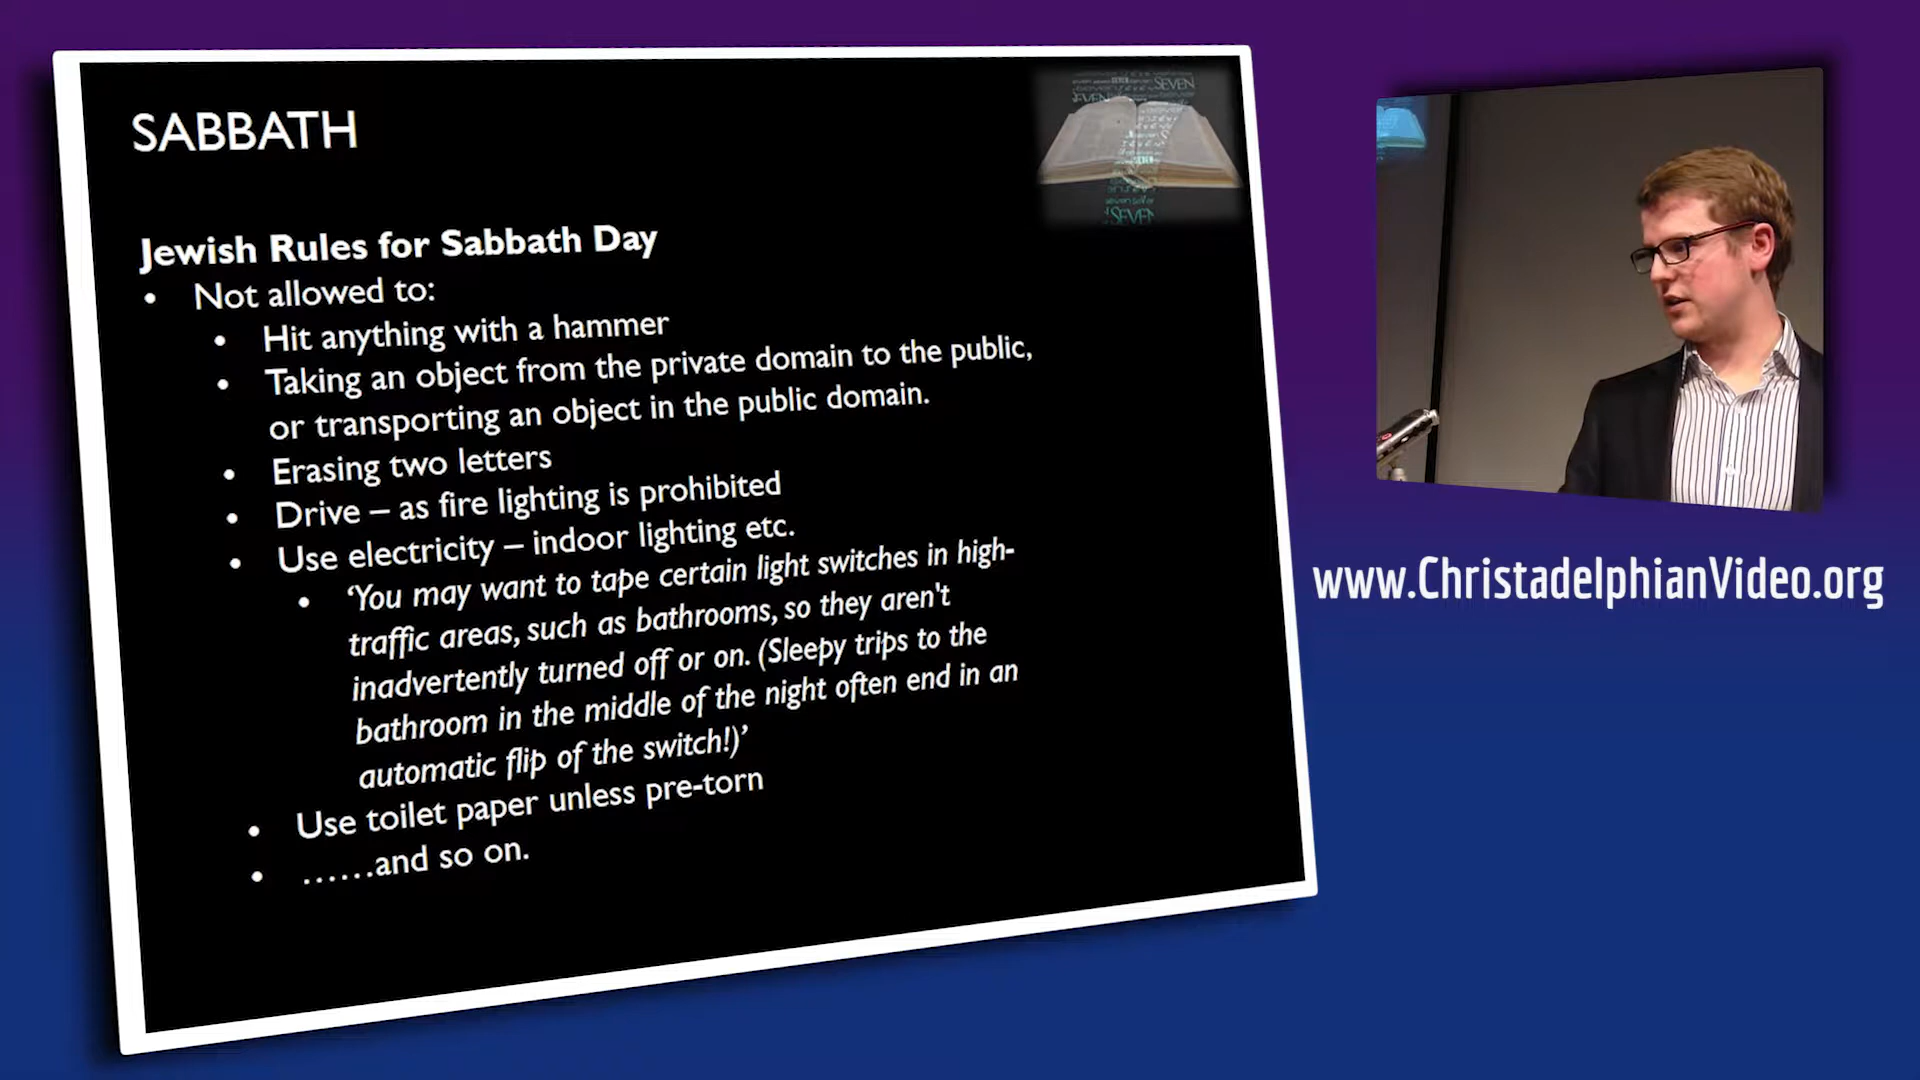 SABBATH
SEVEN
SEVEN
SEVEN
Jewish Rules for Sabbath Day
• Not allowed to:
• Hit anything with a hammer
• Taking an object from the private domain to the public,
or transporting an object in the public domain.
• Erasing two letters
• Drive – as fire lighting is prohibited
• Use electricity – indoor lighting etc.
• ‘You may want to tape certain light switches in high-
traffic areas, such as bathrooms, so they aren't
inadvertently turned off or on. (Sleepy trips to the
bathroom in the middle of the night often end in an
automatic flip of the switch!)’
• Use toilet paper unless pre-torn
• ......and so on.
www.ChristadelphianVideo.org